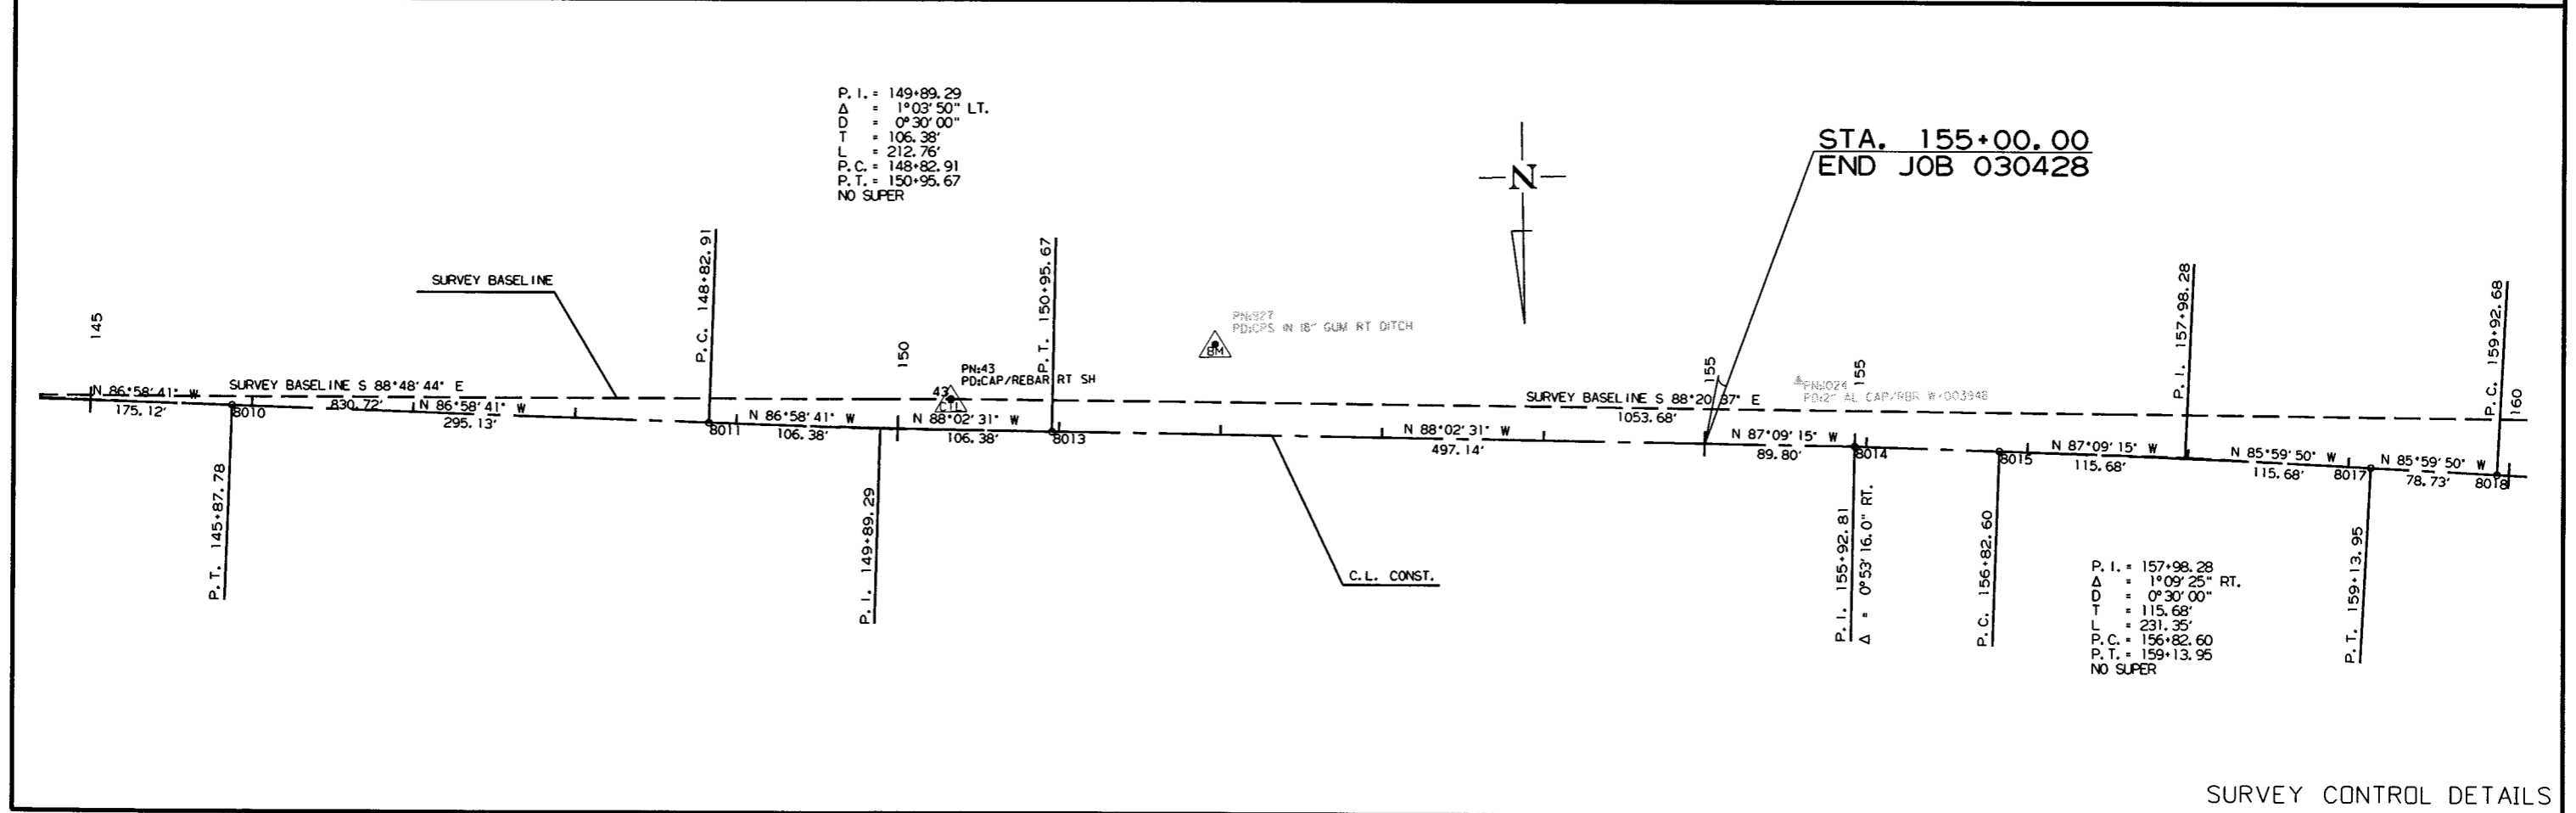 P.I. = 149+89.29
Δ = 1°03'50" LT.
D = 0°30'00"
T = 106.38'
L = 212.76'
P.C. = 148+82.91
P.T. = 150+95.67
NO SUPER
N
STA. 155+00.00
END JOB 030428
SURVEY BASELINE
145
P.C. 148+82.91
150
P.T. 150+95.67
PN:927
PD:CPS IN 18" GUM RT DITCH
BM
PN:43
PD:CAP/REBAR RT SH
43
CTL
155
155
PN:1024
PD:2" AL CAP/RBR W/003948
P.I. 157+98.28
P.C. 159+92.68
160
N 86°58'41" W
175.12'
SURVEY BASELINE S 88°48'44" E
830.72'
8010
N 86°58'41" W
295.13'
8011
N 86°58'41" W
106.38'
N 88°02'31" W
106.38'
8013
N 88°02'31" W
497.14'
SURVEY BASELINE S 88°20'37" E
1053.68'
N 87°09'15" W
89.80'
8014
8015
N 87°09'15" W
115.68'
N 85°59'50" W
115.68'
8017
N 85°59'50" W
78.73'
8018
P.T. 145+87.78
P.I. 149+89.29
C.L. CONST.
P.I. 155+92.81
Δ = 0°53'16.0" RT.
P.C. 156+82.60
P.I. = 157+98.28
Δ = 1°09'25" RT.
D = 0°30'00"
T = 115.68'
L = 231.35'
P.C. = 156+82.60
P.T. = 159+13.95
NO SUPER
P.T. 159+13.95
SURVEY CONTROL DETAILS